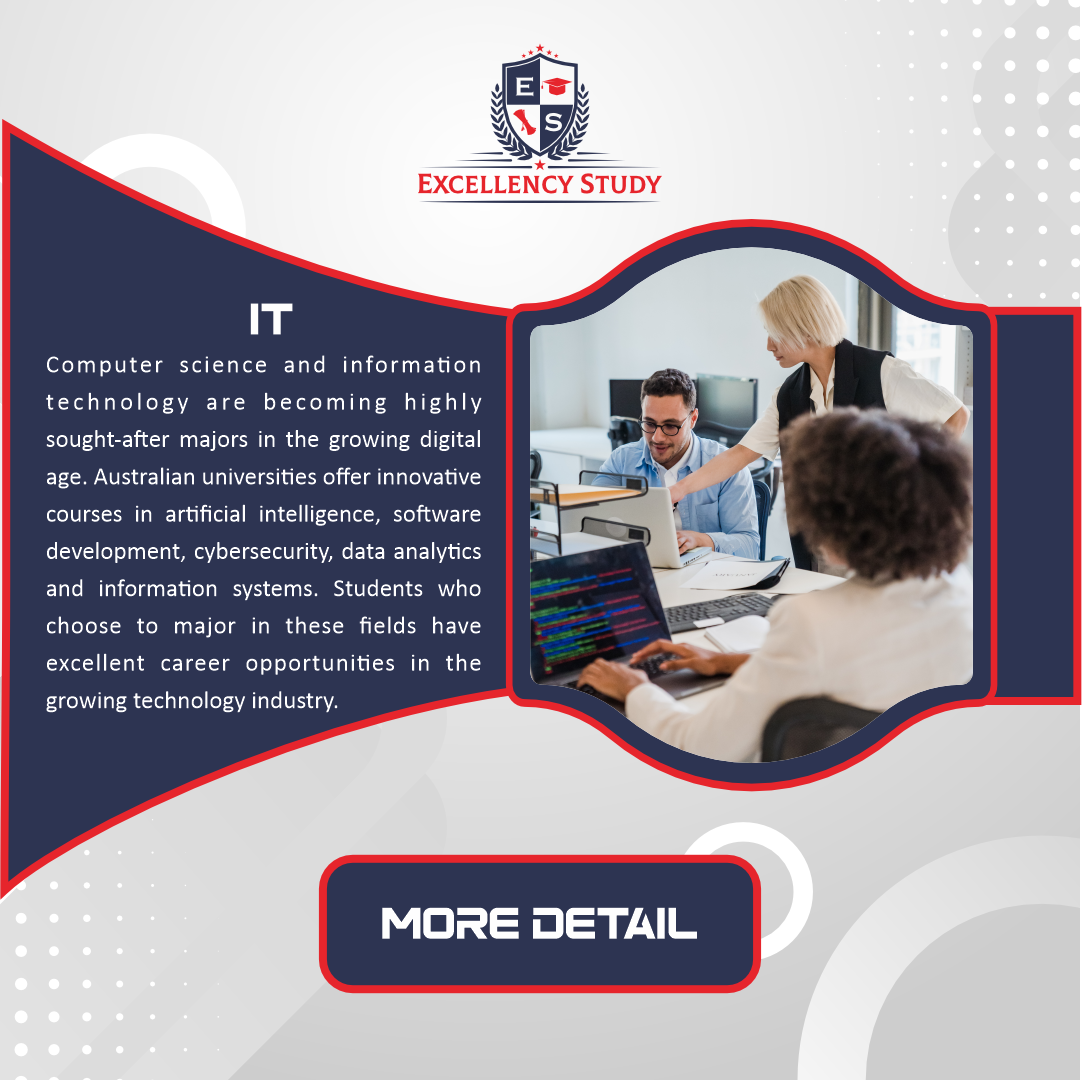 E
S
EXCELLENCY STUDY
IT
Computer science and information
technology are becoming highly
sought-after majors in the growing digital
age. Australian universities offer innovative
courses in artificial intelligence, software
development, cybersecurity, data analytics
and information systems. Students who
choose to major in these fields have
excellent career opportunities in the
growing technology industry.
MORE DETAIL